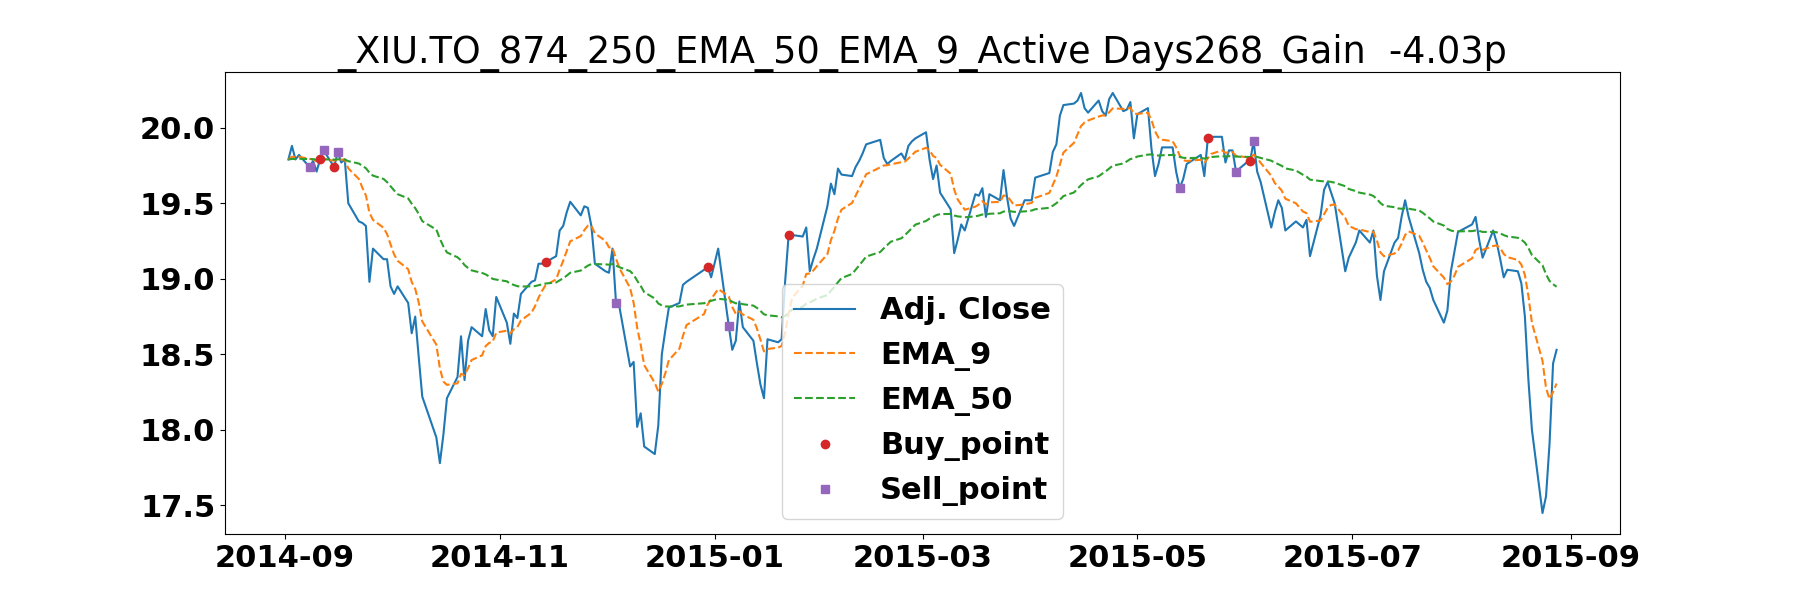 _XIU.TO_874_250_EMA_50_EMA_9_Active Days268_Gain  -4.03p
20.0
19.5
19.0
18.5
18.0
17.5
Adj. Close
EMA_9
EMA_50
Buy_point
Sell_point
2014-09 2014-11 2015-01 2015-03 2015-05 2015-07 2015-09